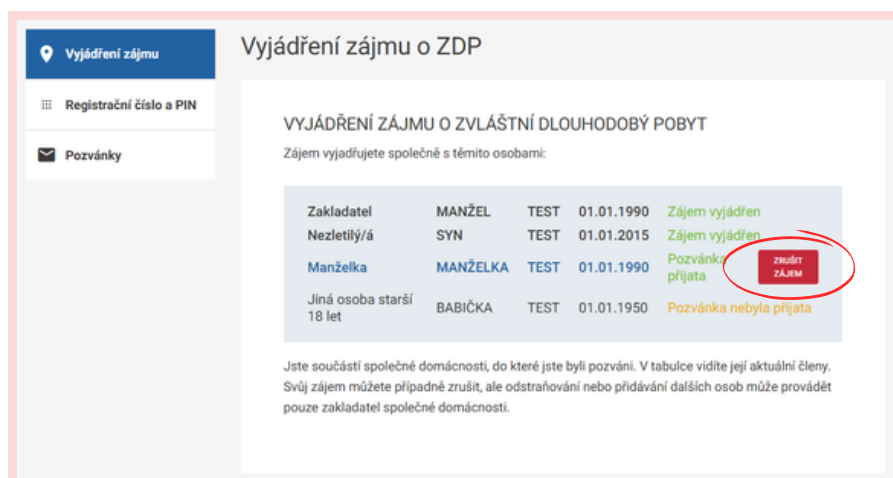 Vyjádření zájmu
Registrační číslo a PIN
Pozvánky
Vyjádření zájmu o ZDP
VYJÁDŘENÍ ZÁJMU O ZVLÁŠTNÍ DLOUHODOBÝ POBYT
Zájem vyjadřujete společně s těmito osobami:
Zakladatel MANŽEL TEST 01.01.1990 Zájem vyjádřen
Nezletilý/á SYN TEST 01.01.2015 Zájem vyjádřen
Manželka MANŽELKA TEST 01.01.1990 Pozvánka přijata ZRUŠIT ZÁJEM
Jiná osoba starší 18 let BABIČKA TEST 01.01.1950 Pozvánka nebyla přijata
Jste součástí společné domácnosti, do které jste byli pozváni. V tabulce vidíte její aktuální členy.
Svůj zájem můžete případně zrušit, ale odstraňování nebo přidávání dalších osob může provádět
pouze zakladatel společné domácnosti.